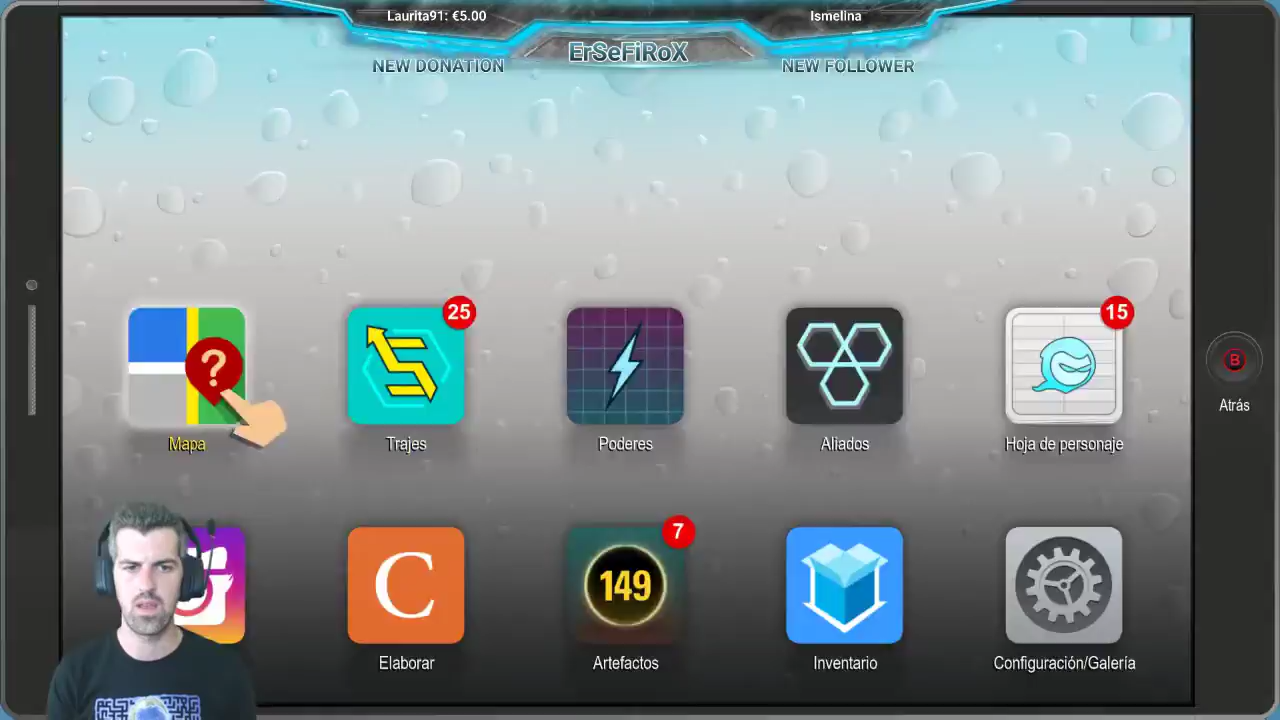 Laurita91: €5.00
Ismelina
ErSeFiRoX
NEW DONATION
NEW FOLLOWER
25
15
?
B
Atrás
Mapa
Trajes
Poderes
Aliados
Hoja de personaje
7
C
149
Elaborar
Artefactos
Inventario
Configuración/Galería